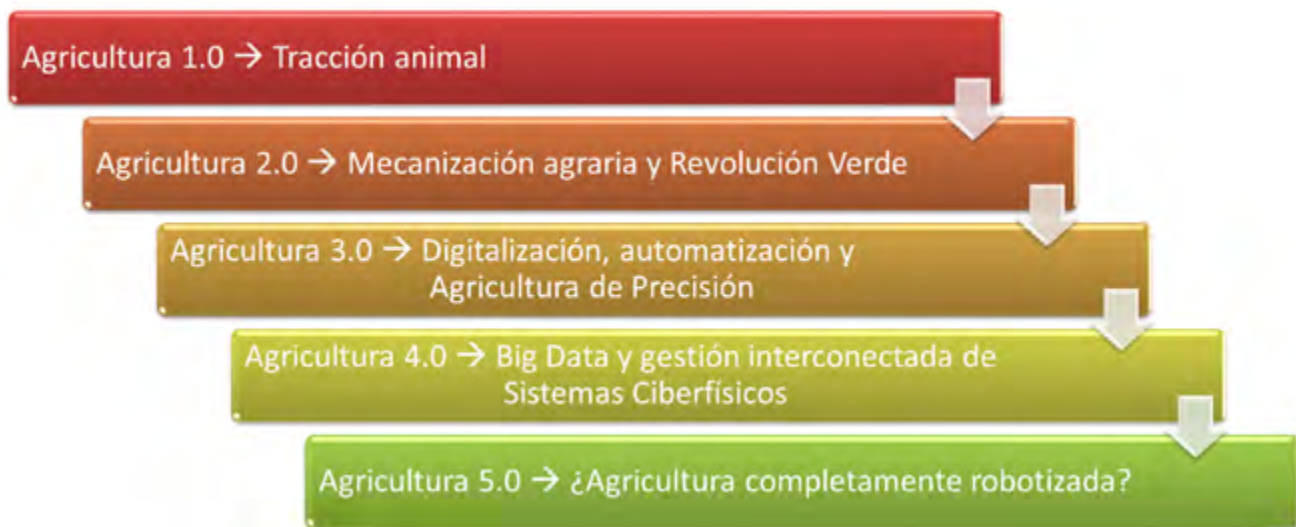 Agricultura 1.0 → Tracción animal
Agricultura 2.0 → Mecanización agraria y Revolución Verde
Agricultura 3.0 → Digitalización, automatización y
Agricultura de Precisión
Agricultura 4.0 → Big Data y gestión interconectada de
Sistemas Ciberfísicos
Agricultura 5.0 → ¿Agricultura completamente robotizada?